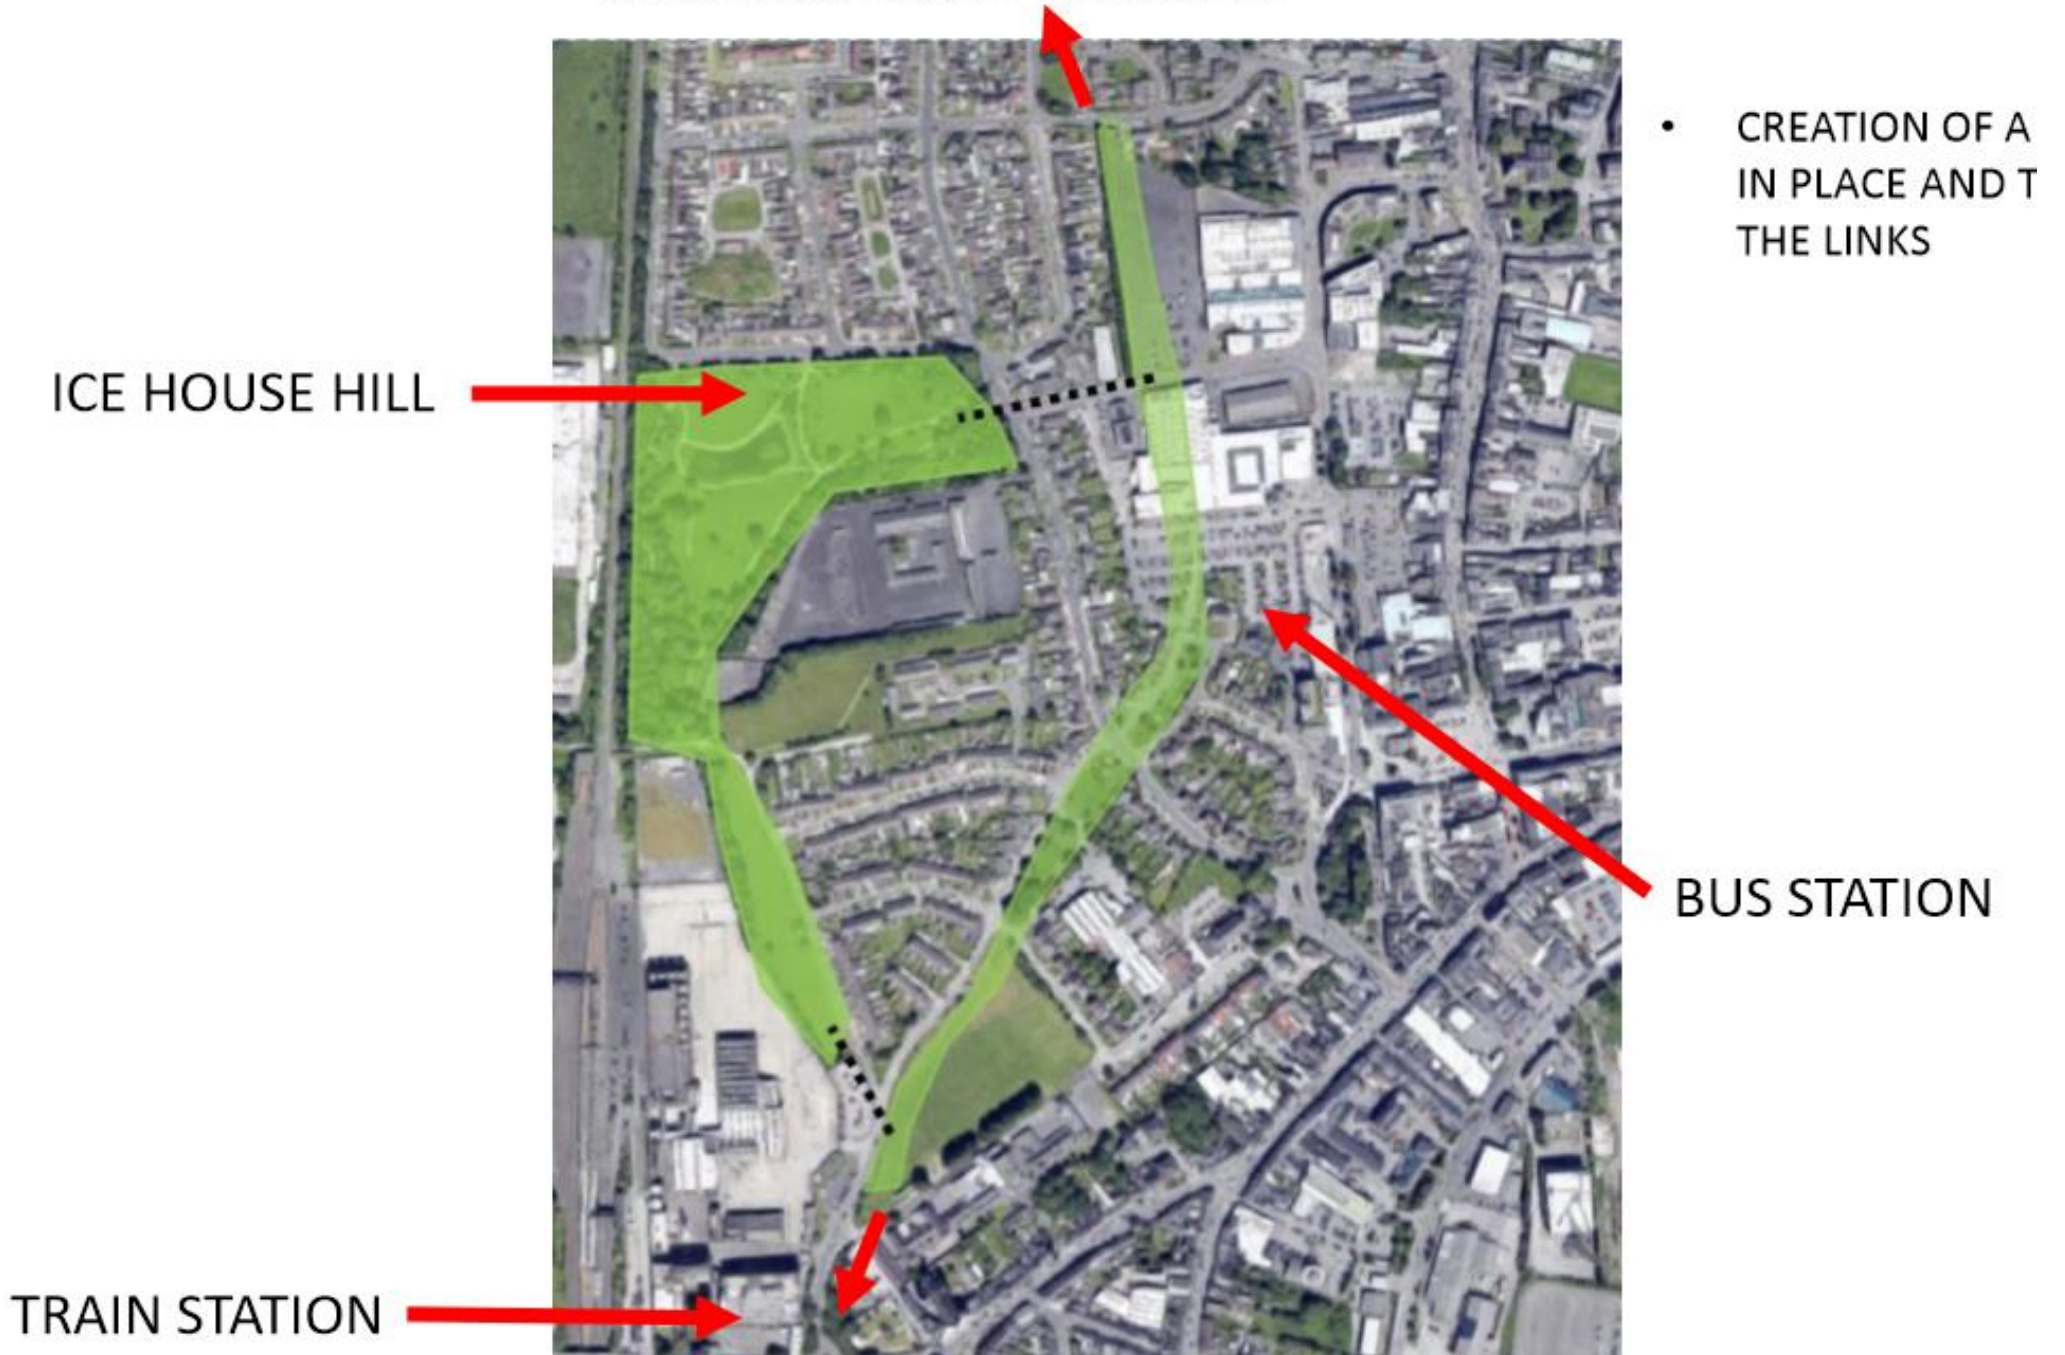 CREATION OF A
IN PLACE AND T
THE LINKS
ICE HOUSE HILL
BUS STATION
TRAIN STATION